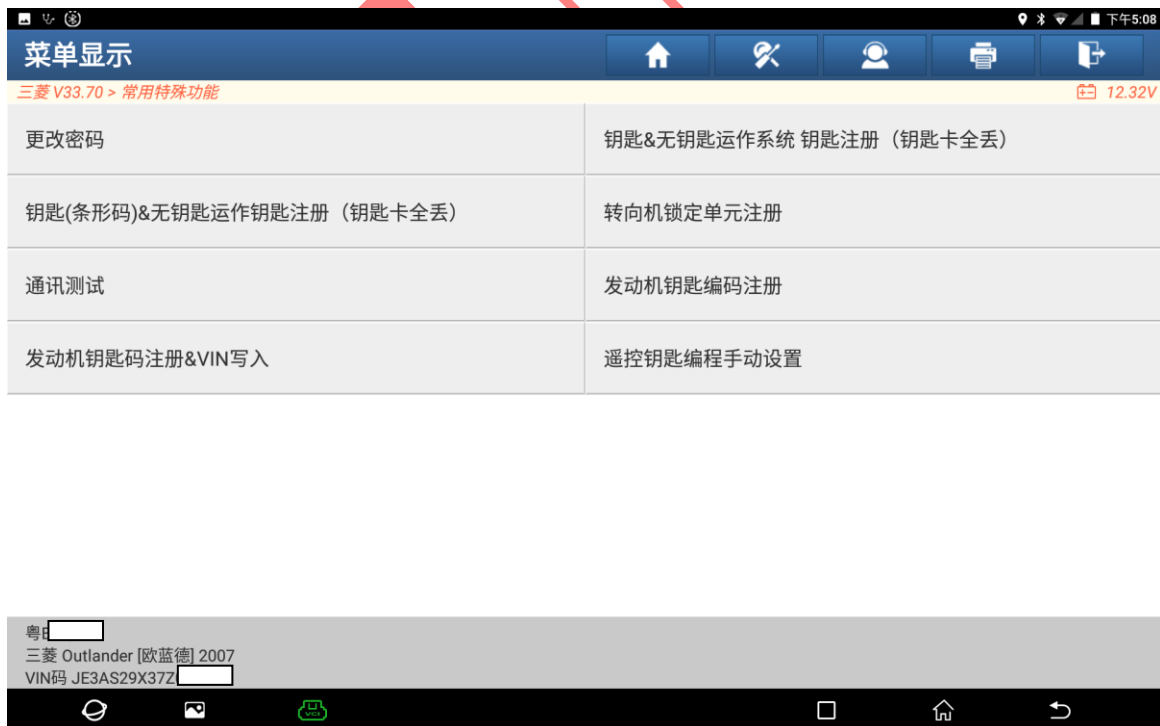 下午5:08
菜单显示
三菱 V33.70 > 常用特殊功能
12.32V
更改密码
钥匙&无钥匙运作系统 钥匙注册（钥匙卡全丢）
钥匙(条形码)&无钥匙运作钥匙注册（钥匙卡全丢）
转向机锁定单元注册
通讯测试
发动机钥匙编码注册
发动机钥匙码注册&VIN写入
遥控钥匙编程手动设置
粤
三菱 Outlander [欧蓝德] 2007
VIN码 JE3AS29X37Z
VCI